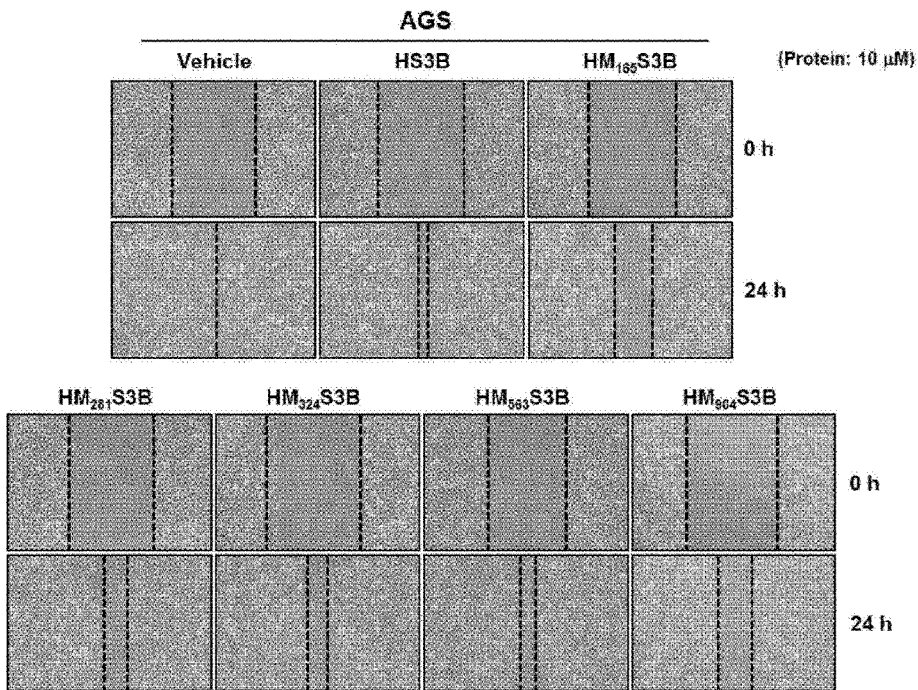 AGS
Vehicle HS3B HM₁₆₅S3B (Protein: 10 μM)
0 h
24 h
HM₂₈₁S3B HM₃₂₄S3B HM₅₆₃S3B HM₉₆₄S3B
0 h
24 h